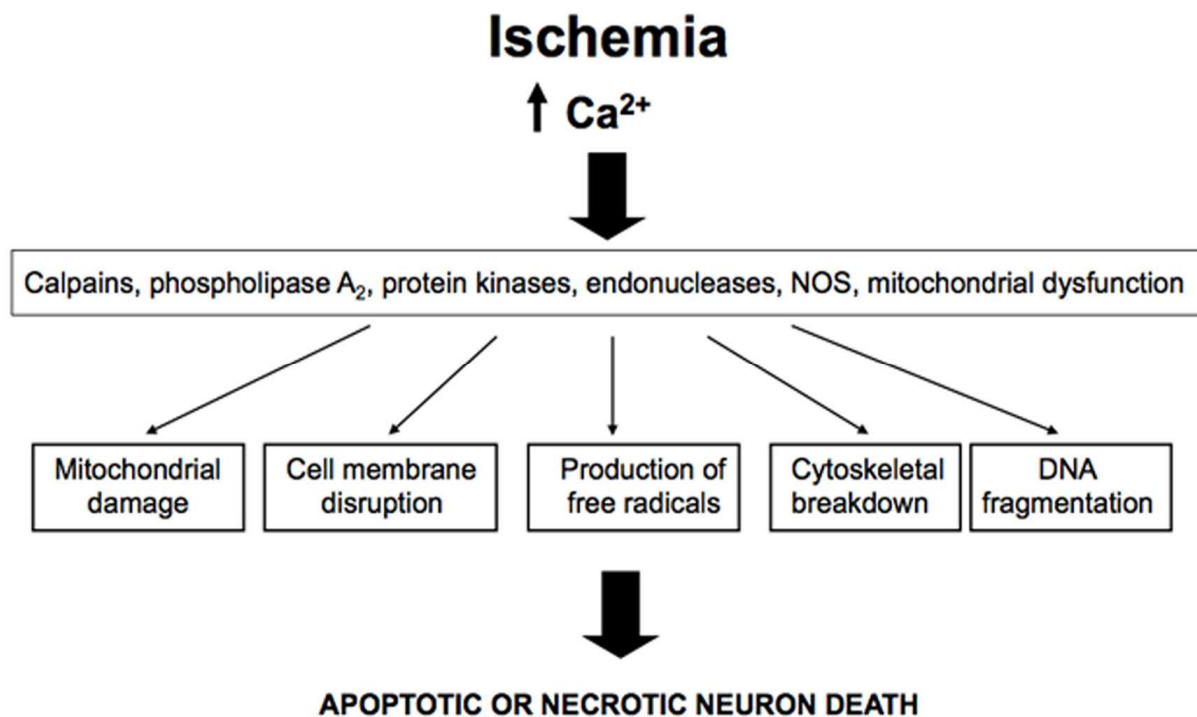 Ischemia
Ca²⁺
Calpains, phospholipase A₂, protein kinases, endonucleases, NOS, mitochondrial dysfunction
Mitochondrial
damage
Cell membrane
disruption
Production of
free radicals
Cytoskeletal
breakdown
DNA
fragmentation
APOPTOTIC OR NECROTIC NEURON DEATH